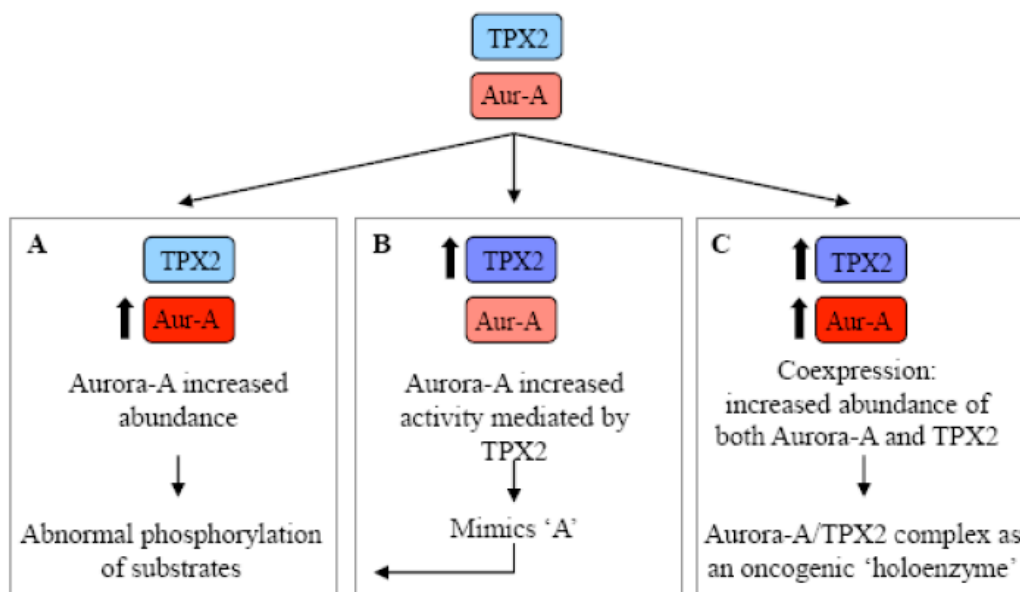 TPX2
Aur-A
A
TPX2
Aur-A
Aurora-A increased
abundance
Abnormal phosphorylation
of substrates
B
TPX2
Aur-A
Aurora-A increased
activity mediated by
TPX2
Mimics ‘A’
C
TPX2
Aur-A
Coexpression:
increased abundance of
both Aurora-A and TPX2
Aurora-A/TPX2 complex as
an oncogenic ‘holoenzyme’